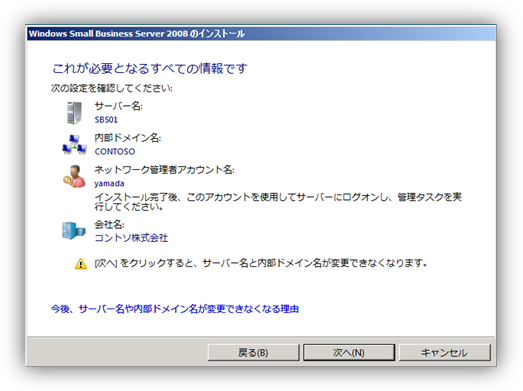 Windows Small Business Server 2008 のインストール
これが必要となるすべての情報です
次の設定を確認してください:
サーバー名:
SBS01
内部ドメイン名:
CONTOSO
ネットワーク管理者アカウント名:
yamada
インストール完了後、このアカウントを使用してサーバーにログオンし、管理タスクを実
行してください。
会社名:
コントソ株式会社
[次へ] をクリックすると、サーバー名と内部ドメイン名が変更できなくなります。
今後、サーバー名や内部ドメイン名が変更できなくなる理由
戻る(B)
次へ(N)
キャンセル